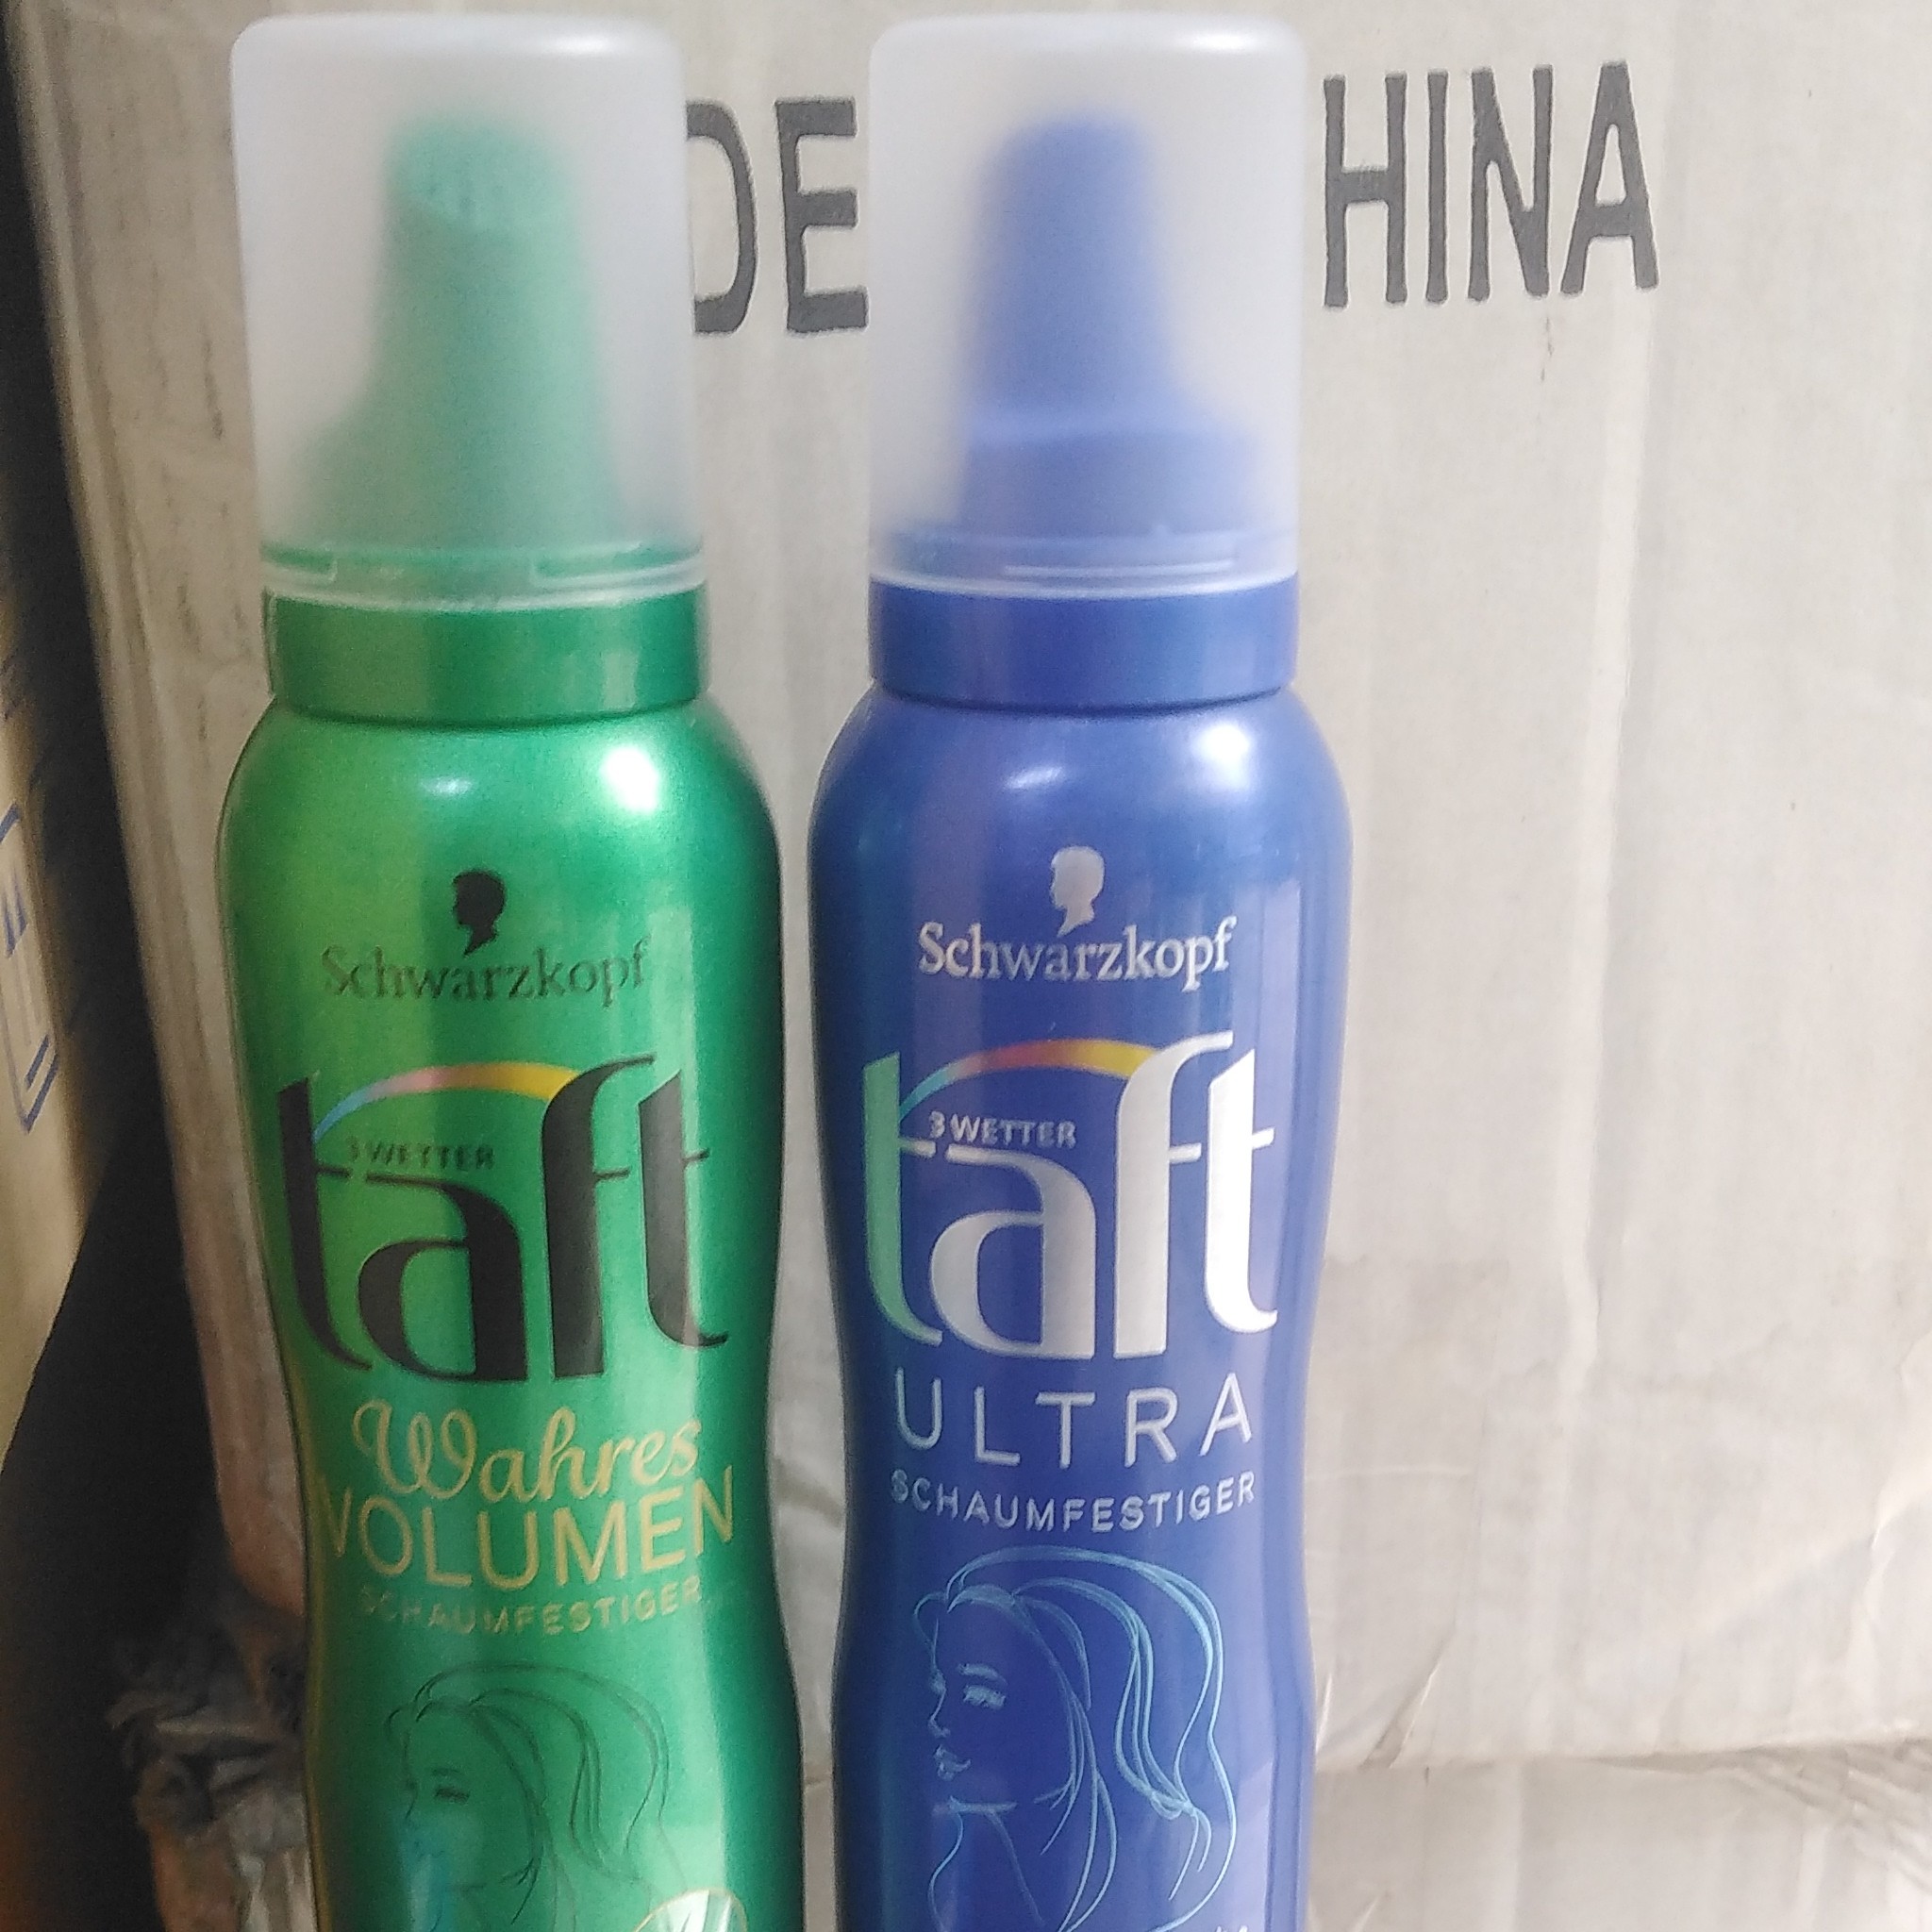 DE HINA
Schwarzkopf
3 WETTER
taft
Wahres
VOLUMEN
SCHAUMFESTIGER
Schwarzkopf
3 WETTER
taft
ULTRA
SCHAUMFESTIGER